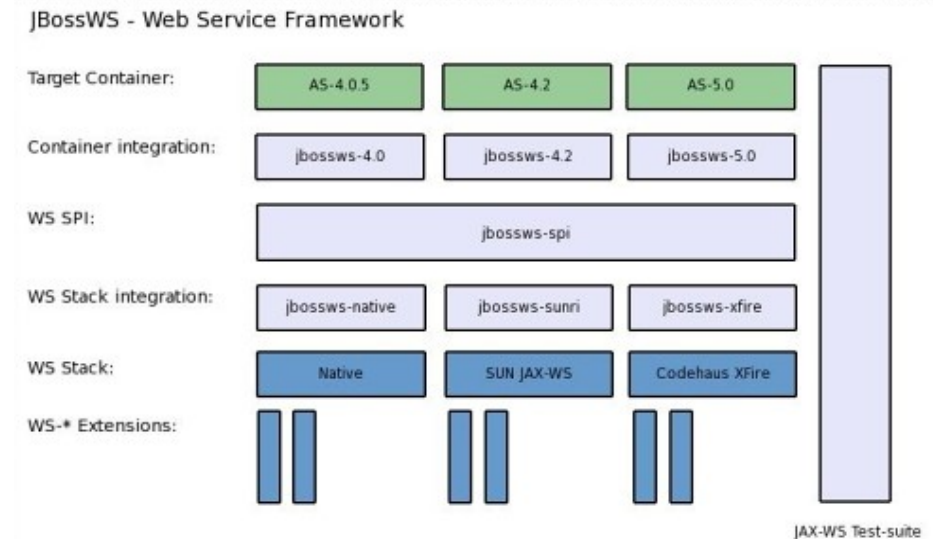 JBossWS - Web Service Framework
Target Container: AS-4.0.5 AS-4.2 AS-5.0
Container integration: jbossws-4.0 jbossws-4.2 jbossws-5.0
WS SPI: jbossws-spi
WS Stack integration: jbossws-native jbossws-sunri jbossws-xfire
WS Stack: Native SUN JAX-WS Codehaus XFire
WS-* Extensions:
JAX-WS Test-suite